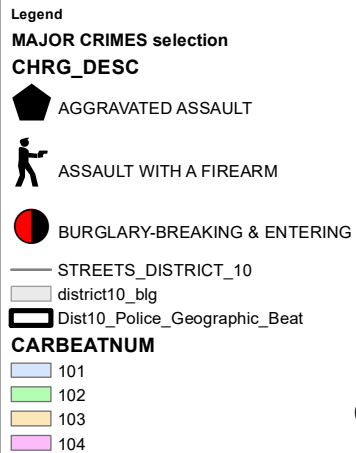 Legend
MAJOR CRIMES selection
CHRG_DESC
AGGRAVATED ASSAULT
ASSAULT WITH A FIREARM
BURGLARY-BREAKING & ENTERING
STREETS_DISTRICT_10
district10_blg
Dist10_Police_Geographic_Beat
CARBEATNUM
101
102
103
104